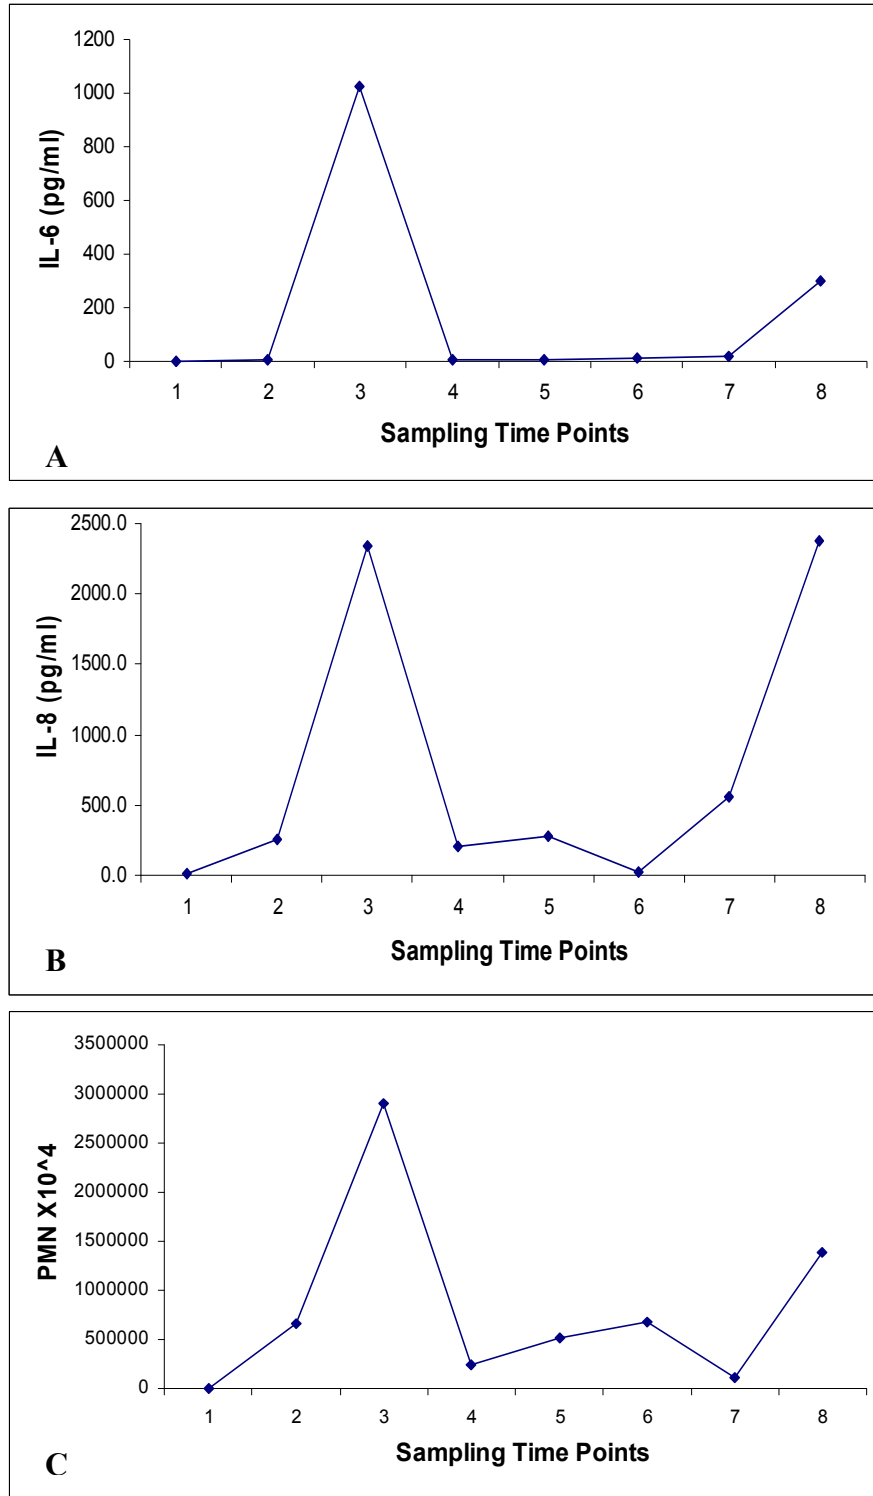 1200
1000
800
600
400
200
0
IL-6 (pg/ml)
1 2 3 4 5 6 7 8
Sampling Time Points
A
2500.0
2000.0
1500.0
1000.0
500.0
0.0
IL-8 (pg/ml)
1 2 3 4 5 6 7 8
Sampling Time Points
B
3500000
3000000
2500000
2000000
1500000
1000000
500000
0
PMN X10^4
1 2 3 4 5 6 7 8
Sampling Time Points
C